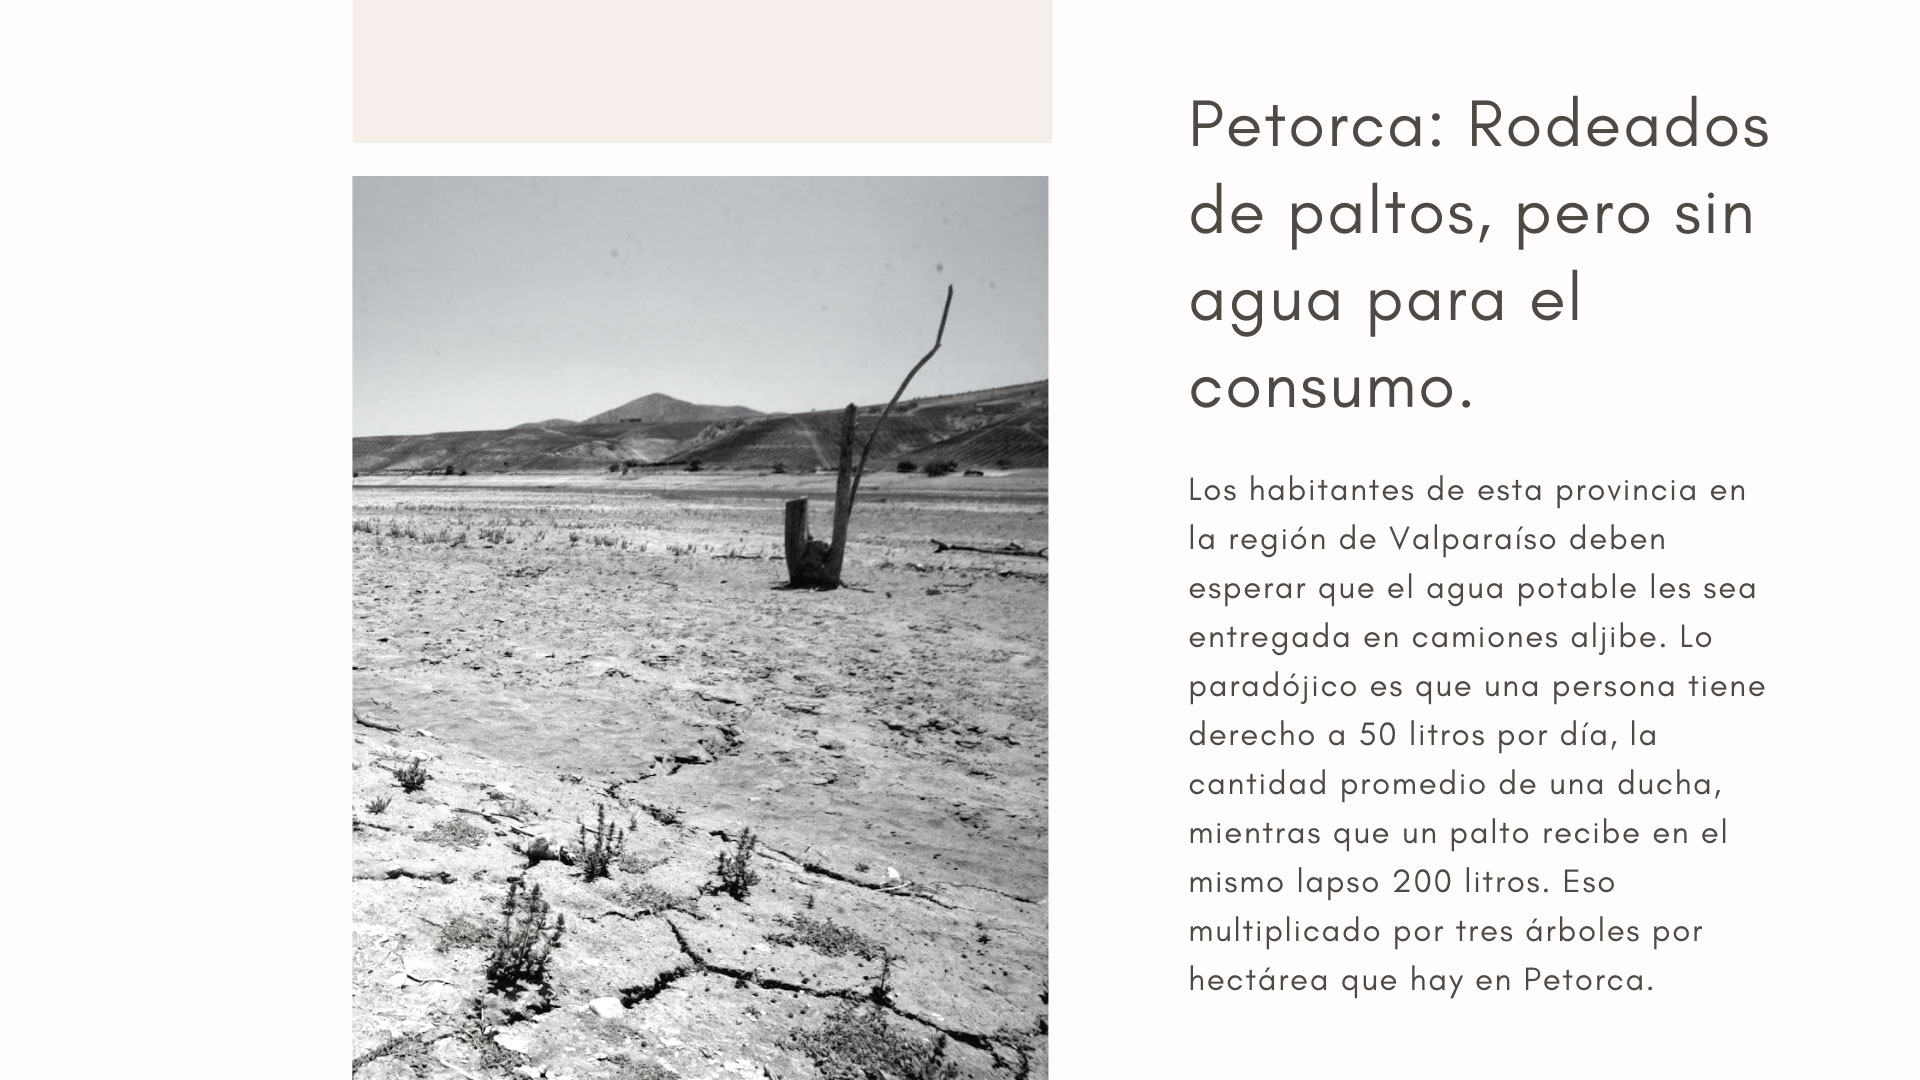 Petorca: Rodeados
de paltos, pero sin
agua para el
consumo.
Los habitantes de esta provincia en
la región de Valparaíso deben
esperar que el agua potable les sea
entregada en camiones aljibe. Lo
paradójico es que una persona tiene
derecho a 50 litros por día, la
cantidad promedio de una ducha,
mientras que un palto recibe en el
mismo lapso 200 litros. Eso
multiplicado por tres árboles por
hectárea que hay en Petorca.